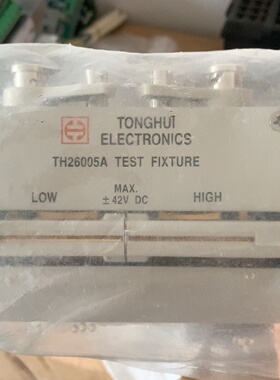 TONGHUI
ELECTRONICS
TH26005A TEST FIXTURE
LOW MAX. HIGH
± 42V DC